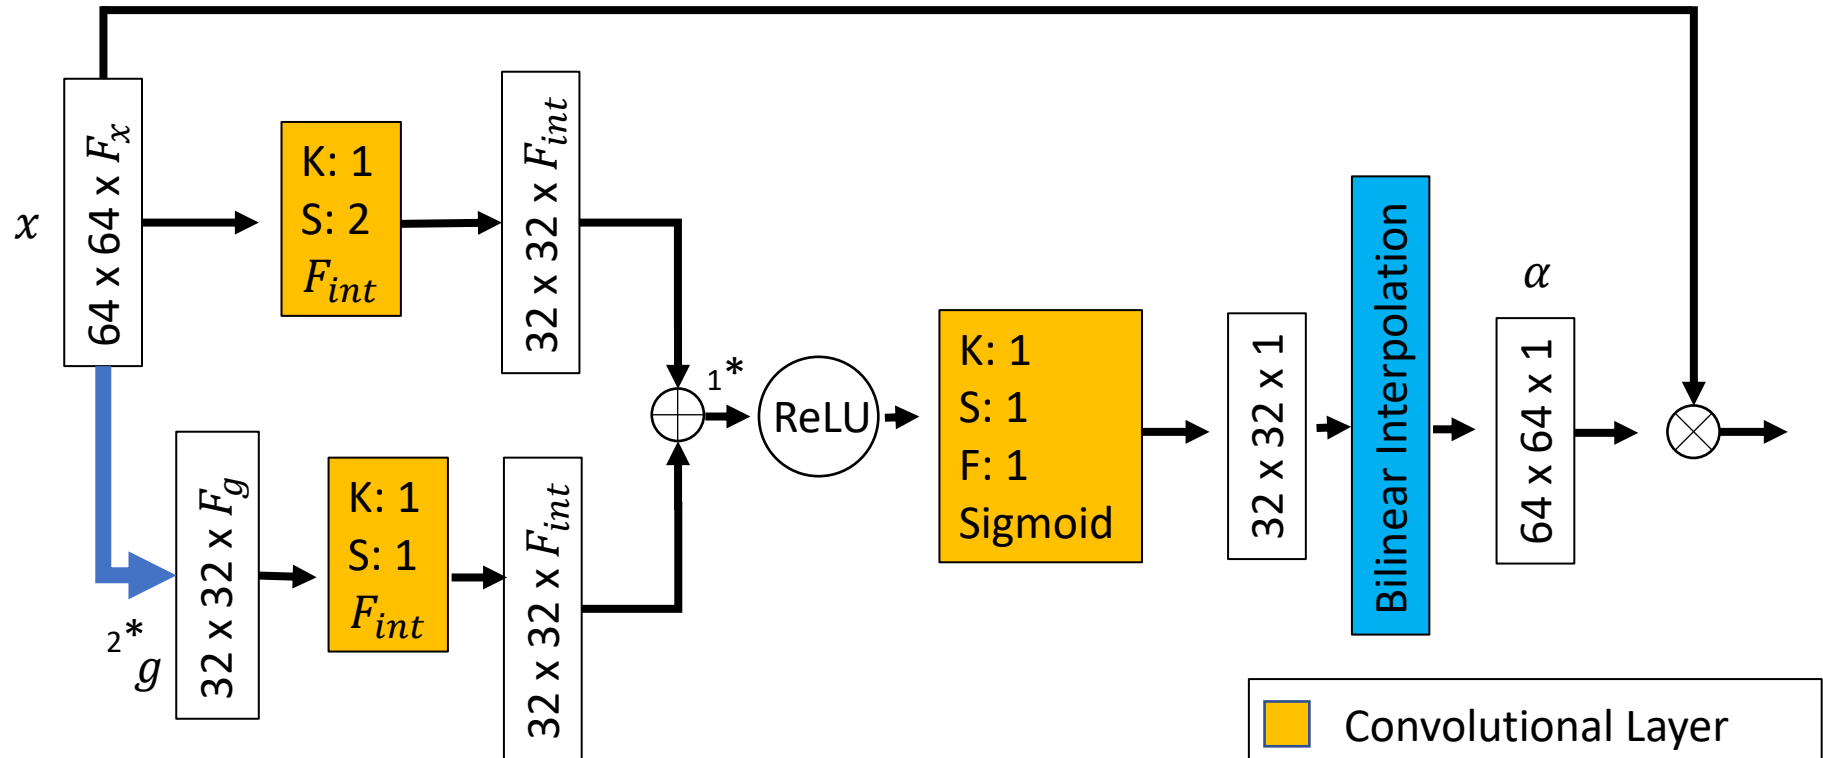 x
64 x 64 x F_x
K: 1
S: 2
F_int
32 x 32 x F_int
2*
g
32 x 32 x F_g
K: 1
S: 1
F_int
32 x 32 x F_int
1*
ReLU
K: 1
S: 1
F: 1
Sigmoid
32 x 32 x 1
Bilinear Interpolation
α
64 x 64 x 1
Convolutional Layer